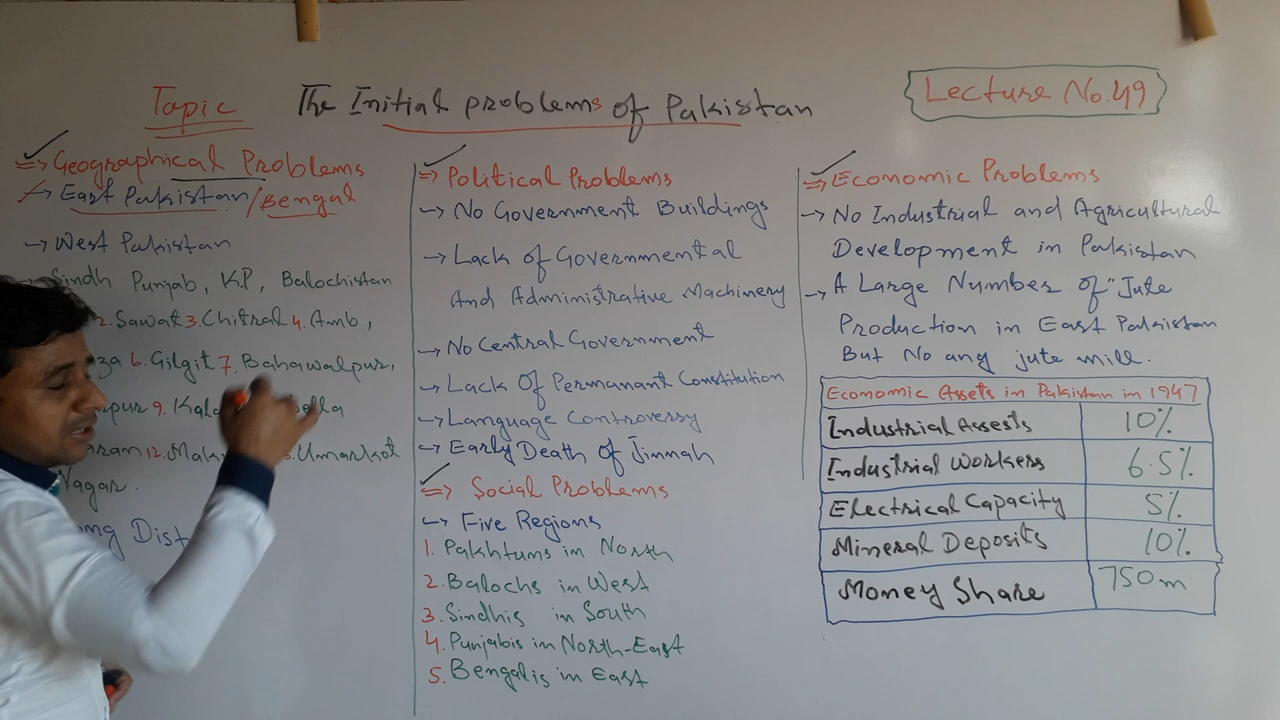 Topic The Initial problems of Pakistan
Lecture No.49
=> Geographical Problems
-> East Pakistan/Bengal
-> West Pakistan
Sindh Punjab, KP, Balochistan
2. Sawat 3. Chitral 4. Amb,
6. Gilgit 7. Bahawalpur,
9.
12. Umarkot
Nagar.
=> Political Problems
-> No Government Buildings
-> Lack of Governmental
And Administrative Machinery
-> No Central Government
-> Lack Of Permanant Constitution
-> Language Controversy
-> Early Death of Jinnah
=> Social Problems
-> Five Regions
1. Pakhtums in North
2. Balochs in West
3. Sindhis in South
4. Punjabis in North-East
5. Bengalis in East
=> Economic Problems
-> No Industrial and Agricultural
Development in Pakistan
-> A Large Number of "Jute
Production in East Pakistan
But No any jute mill.
Economic Assets in Pakistan in 1947
Industrial Assests 10%
Industrial Workers 6.5%
Electrical Capacity 5%
Mineral Deposits 10%
Money Share 750m